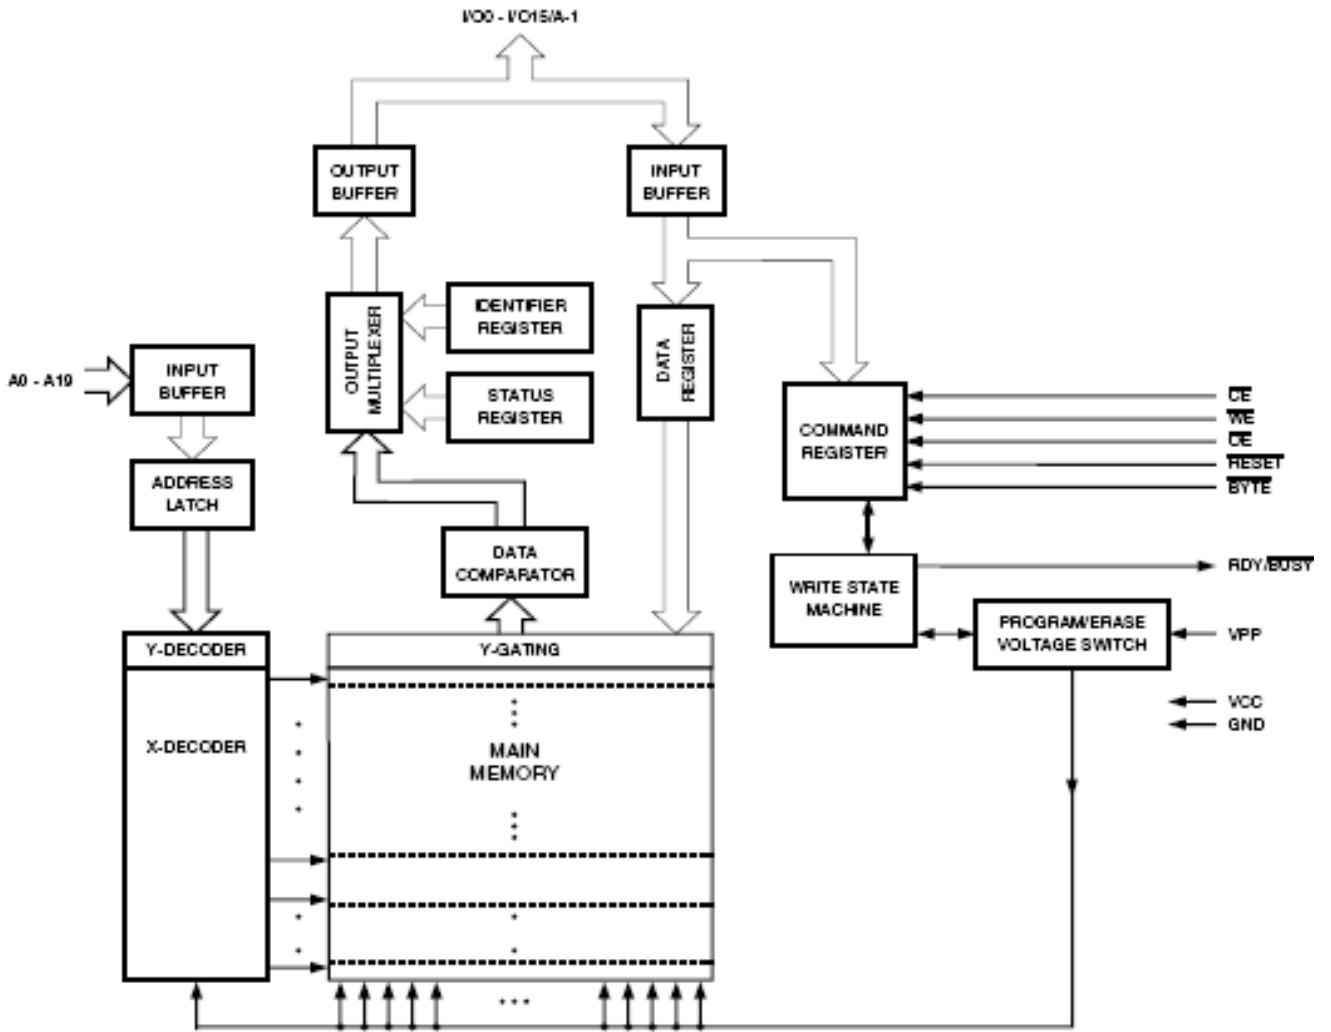 I/O0 - I/O15/A-1
OUTPUT
BUFFER
INPUT
BUFFER
IDENTIFIER
REGISTER
OUTPUT
MULTIPLEXER
DATA
REGISTER
A0 - A19
INPUT
BUFFER
STATUS
REGISTER
CE
WE
OE
RESET
BYTE
COMMAND
REGISTER
ADDRESS
LATCH
DATA
COMPARATOR
WRITE STATE
MACHINE
RDY/BUSY
PROGRAM/ERASE
VOLTAGE SWITCH
VPP
Y-DECODER
Y-GATING
VCC
GND
X-DECODER
MAIN
MEMORY